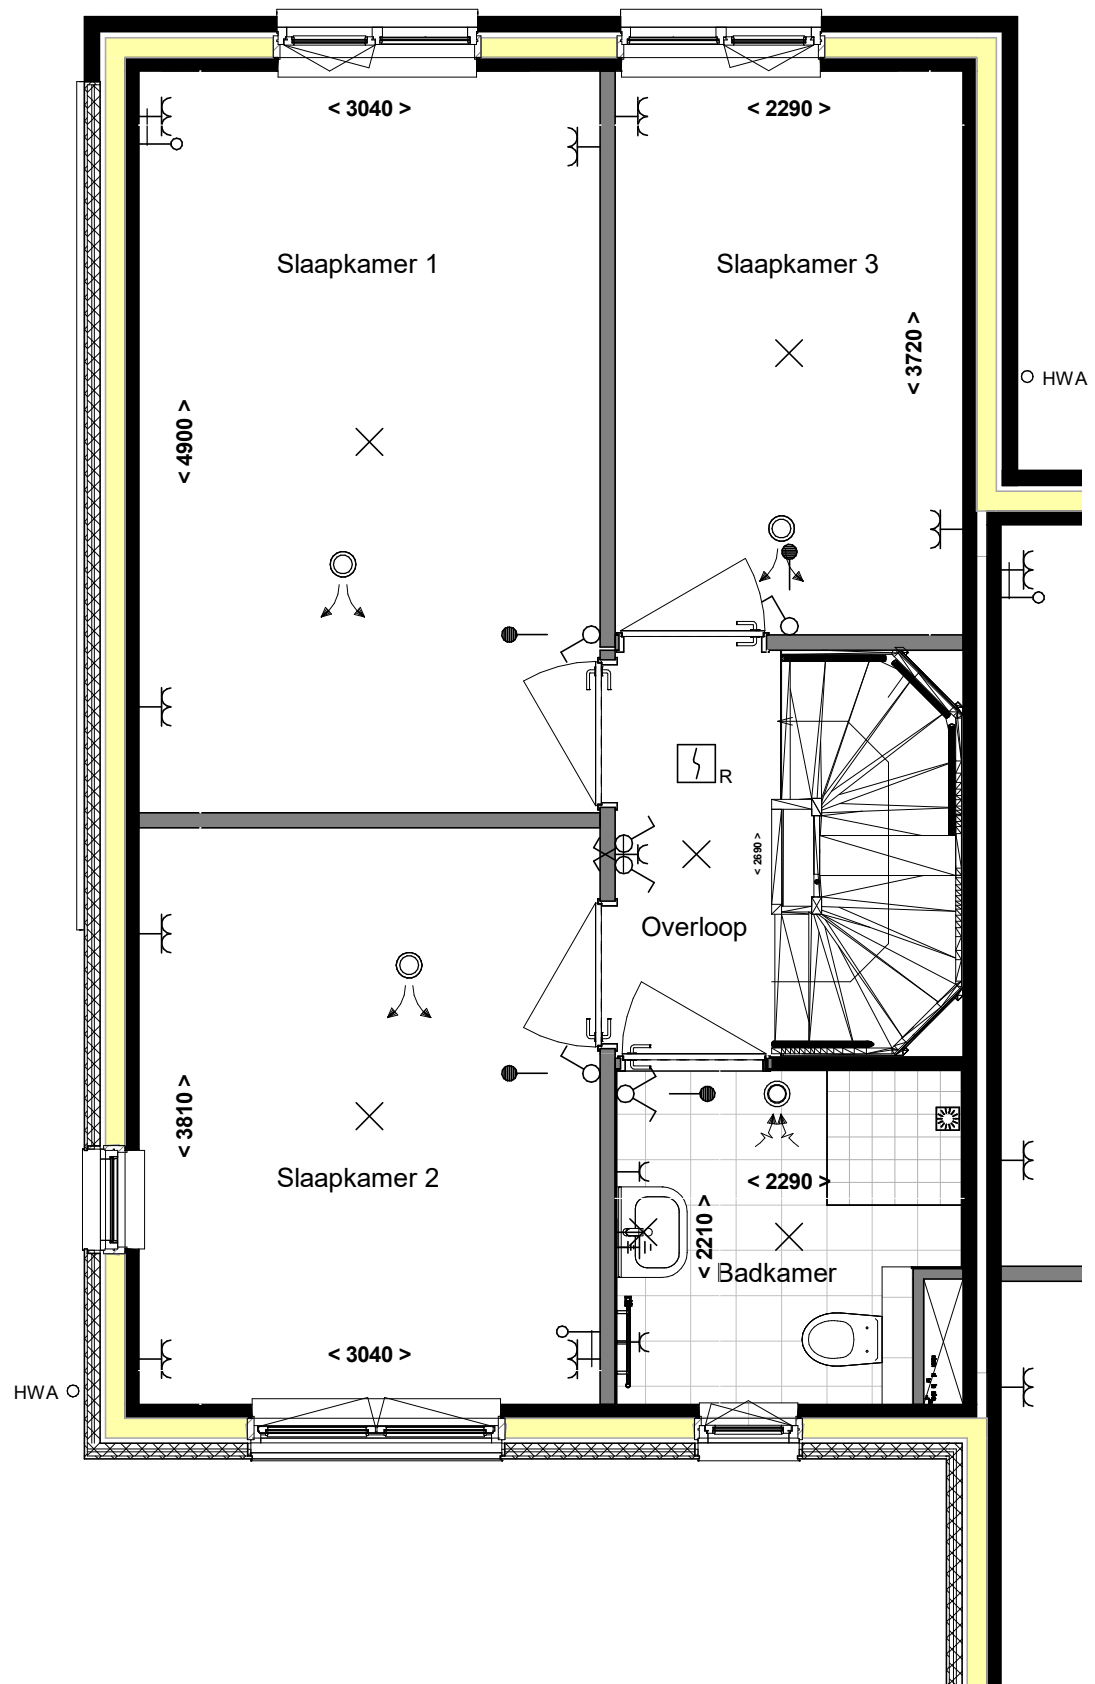 < 3040 >
< 2290 >
Slaapkamer 1
Slaapkamer 3
< 3720 >
HWA
< 4900 >
R
< 2690 >
Overloop
< 3810 >
Slaapkamer 2
< 2290 >
< 2210 >
Badkamer
< 3040 >
HWA